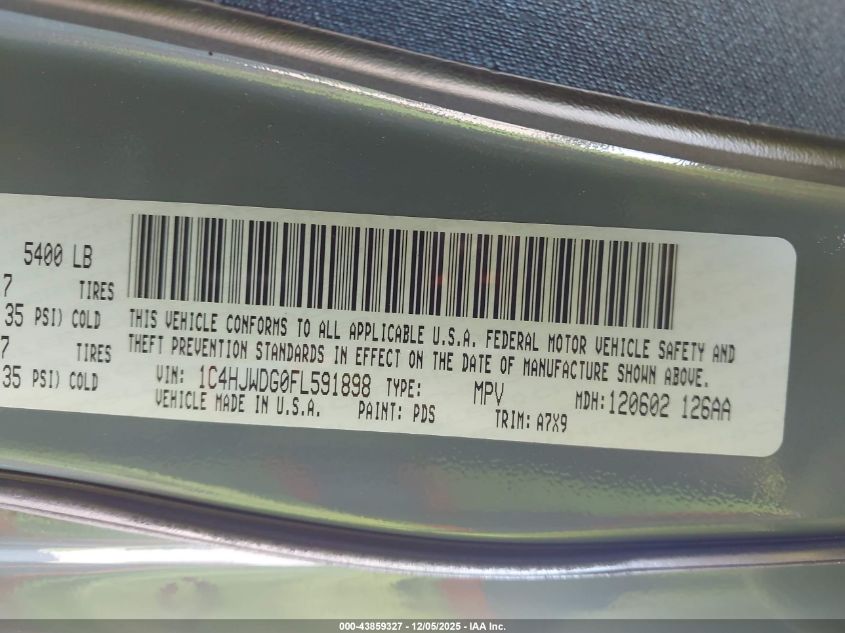 5400 LB
7 TIRES
35 PSI) COLD
7 TIRES
35 PSI) COLD
THIS VEHICLE CONFORMS TO ALL APPLICABLE U.S.A. FEDERAL MOTOR VEHICLE SAFETY AND
THEFT PREVENTION STANDARDS IN EFFECT ON THE DATE OF MANUFACTURE SHOWN ABOVE.
VIN: 1C4HJWDG0FL591898 TYPE: MPV MDH: 120602 126AA
VEHICLE MADE IN U.S.A. PAINT: PDS TRIM: A7X9
000-43859327 - 12/05/2025 - IAA Inc.